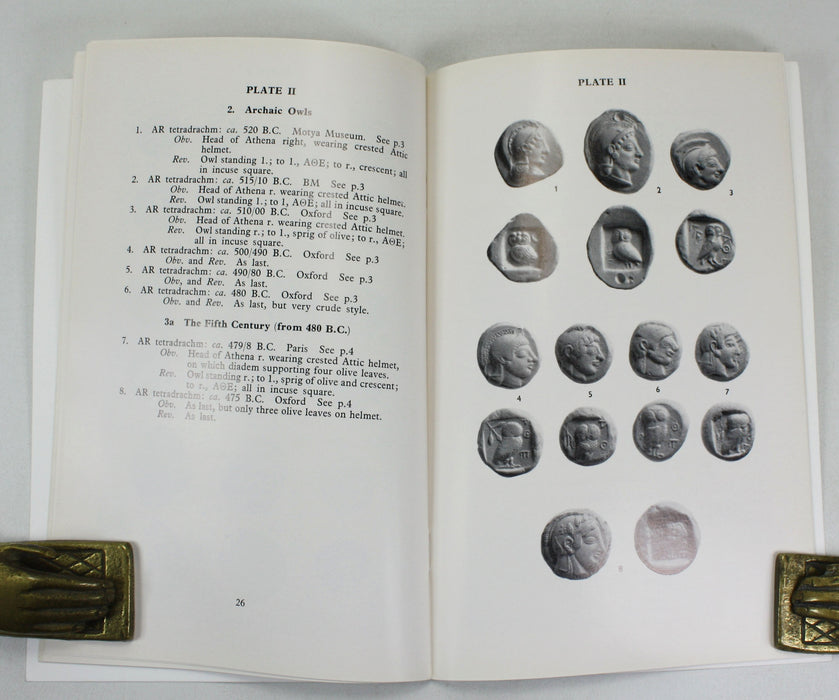 PLATE II
2. Archaic Owls
1. AR tetradrachm: ca. 520 B.C. Motya Museum. See p.3
Obv. Head of Athena right, wearing crested Attic
helmet.
Rev. Owl standing l.; to l., ΑΘΕ; to r., crescent; all
in incuse square.
2. AR tetradrachm: ca. 515/10 B.C. BM See p.3
Obv. Head of Athena r. wearing crested Attic helmet.
Rev. Owl standing l.; to l, ΑΘΕ; all in incuse square.
3. AR tetradrachm: ca. 510/00 B.C. Oxford See p.3
Obv. Head of Athena r. wearing crested Attic helmet.
Rev. Owl standing r.; to l., sprig of olive; to r., ΑΘΕ;
all in incuse square.
4. AR tetradrachm: ca. 500/490 B.C. Oxford See p.3
Obv. and Rev. As last.
5. AR tetradrachm: ca. 490/80 B.C. Oxford See p.3
Obv, and Rev. As last.
6. AR tetradrachm: ca. 480 B.C. Oxford See p.3
Obv. and Rev. As last, but very crude style.
3a The Fifth Century (from 480 B.C.)
7. AR tetradrachm: ca. 479/8 B.C. Paris See p.4
Obv. Head of Athena r. wearing crested Attic helmet,
on which diadem supporting four olive leaves.
Rev. Owl standing r.; to l., sprig of olive and crescent;
to r., ΑΘΕ; all in incuse square.
8. AR tetradrachm: ca. 475 B.C. Oxford See p.4
Obv. As last, but only three olive leaves on helmet.
Rev. As last.
26
PLATE II
1 2 3
4 5 6 7
8